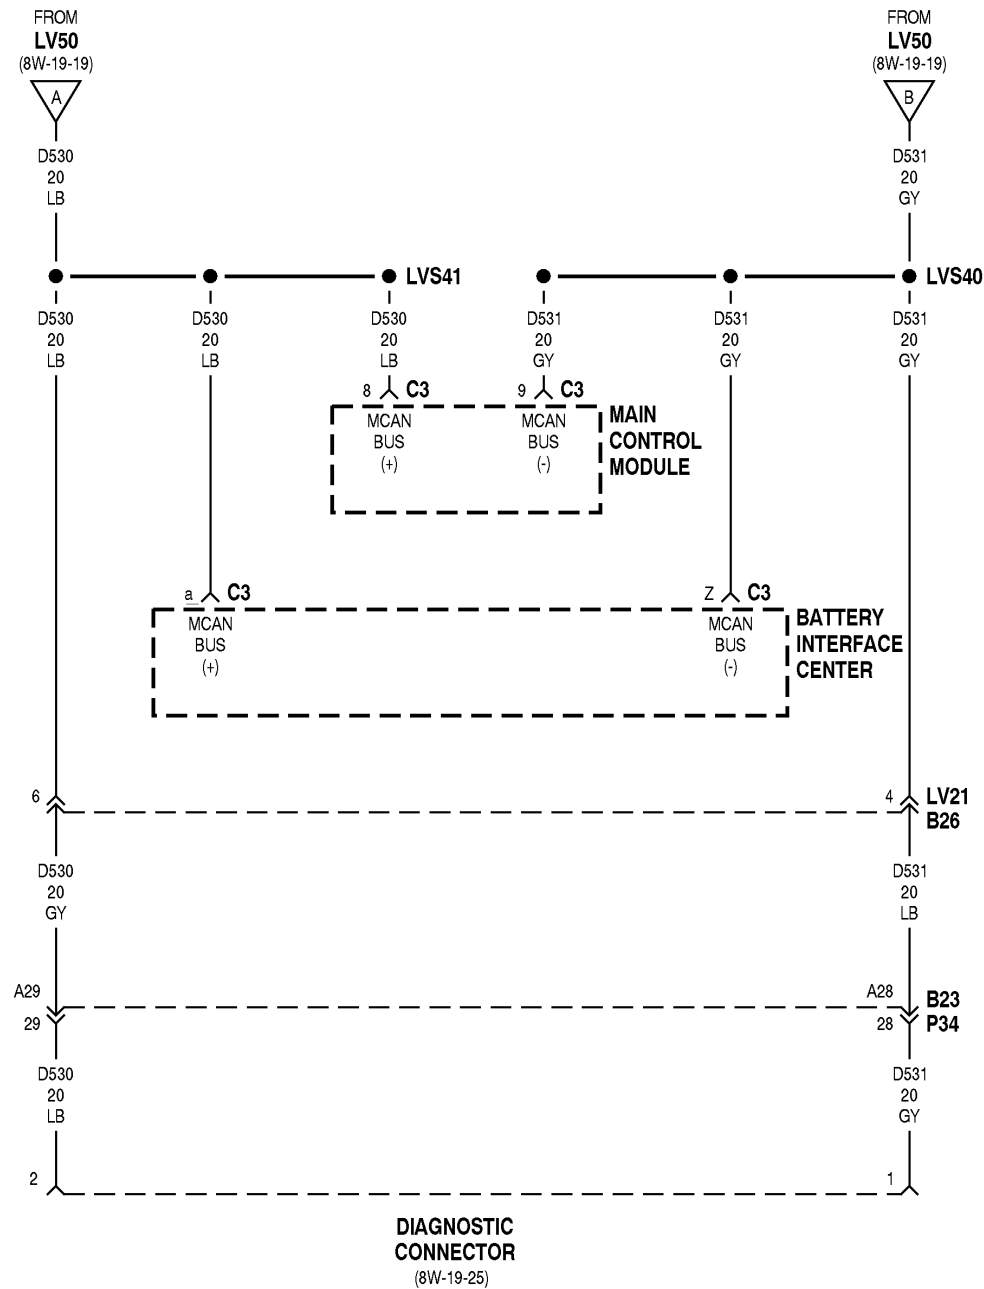 FROM
LV50
(8W-19-19)
A
D530
20
LB
FROM
LV50
(8W-19-19)
B
D531
20
GY
LVS41
LVS40
D530
20
LB
D530
20
LB
D530
20
LB
D531
20
GY
D531
20
GY
D531
20
GY
8 C3
9 C3
MCAN
BUS
(+)
MCAN
BUS
(-)
MAIN
CONTROL
MODULE
a C3
Z C3
MCAN
BUS
(+)
MCAN
BUS
(-)
BATTERY
INTERFACE
CENTER
6
4
LV21
B26
D530
20
GY
D531
20
LB
A29
29
A28
28
B23
P34
D530
20
LB
D531
20
GY
2
1
DIAGNOSTIC
CONNECTOR
(8W-19-25)